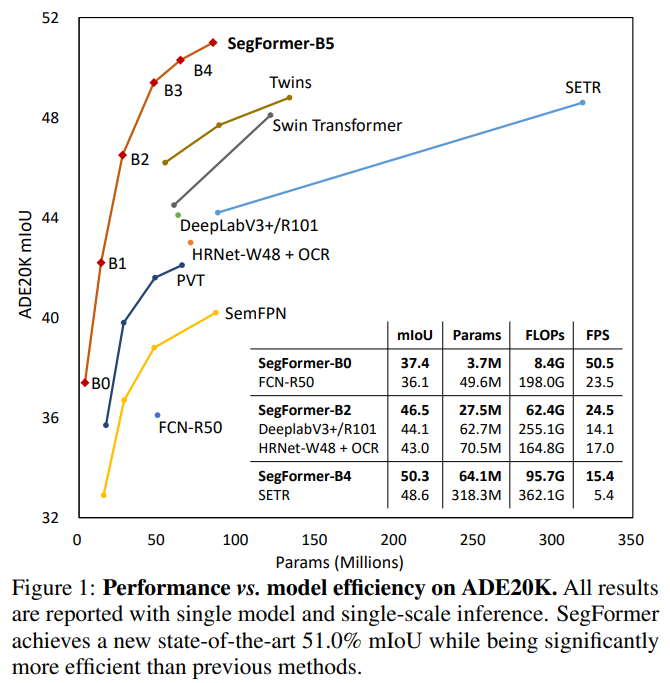 52
48
44
40
36
32
ADE20K mIoU
SegFormer-B5
B4
B3
B2
B1
B0
Twins
Swin Transformer
SETR
DeepLabV3+/R101
HRNet-W48 + OCR
PVT
SemFPN
FCN-R50
mIoU Params FLOPs FPS
SegFormer-B0 37.4 3.7M 8.4G 50.5
FCN-R50 36.1 49.6M 198.0G 23.5
SegFormer-B2 46.5 27.5M 62.4G 24.5
DeeplabV3+/R101 44.1 62.7M 255.1G 14.1
HRNet-W48 + OCR 43.0 70.5M 164.8G 17.0
SegFormer-B4 50.3 64.1M 95.7G 15.4
SETR 48.6 318.3M 362.1G 5.4
0 50 100 150 200 250 300 350
Params (Millions)
Figure 1: Performance vs. model efficiency on ADE20K. All results
are reported with single model and single-scale inference. SegFormer
achieves a new state-of-the-art 51.0% mIoU while being significantly
more efficient than previous methods.